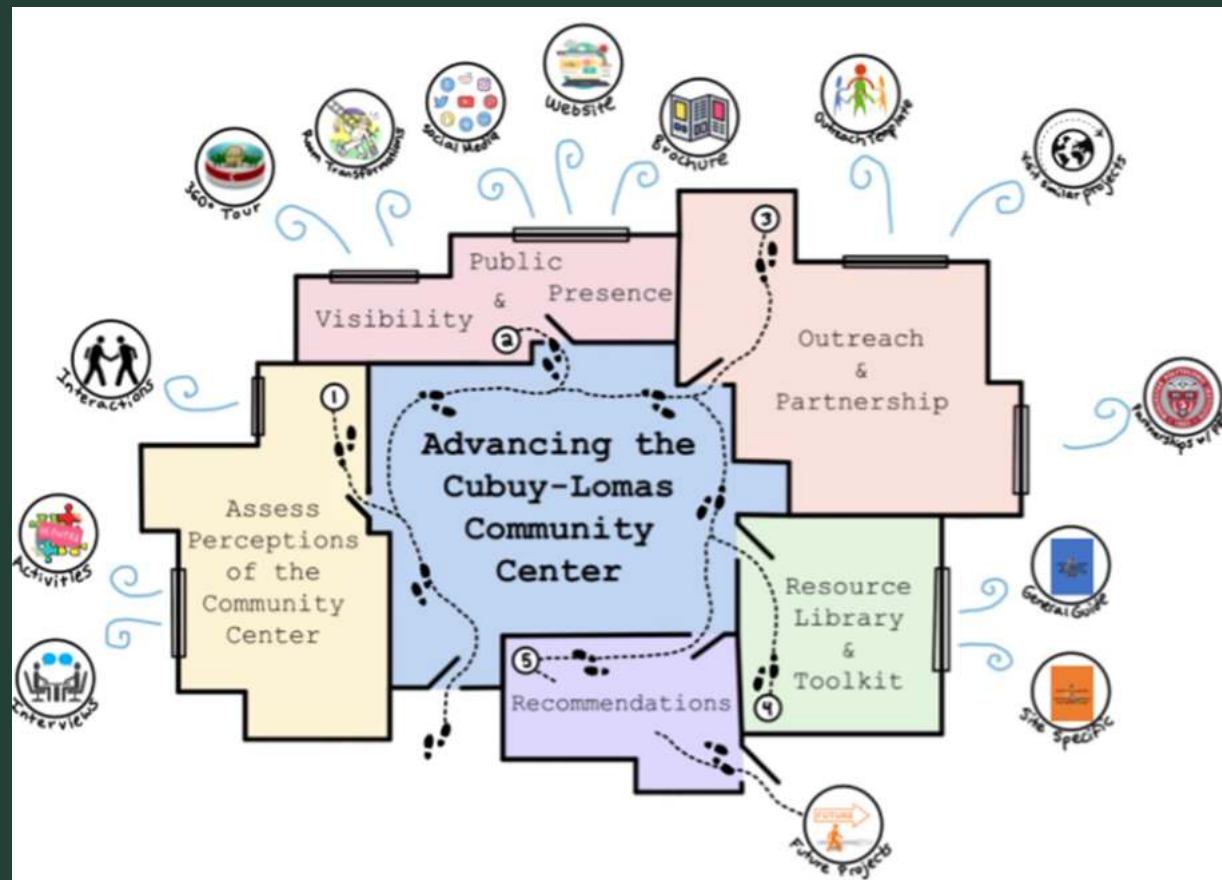 360° Tour
Room Transformations
Social Media
Website
Brochure
Outreach Template
Visit similar projects
Interactions
Activities
Interviews
Partnerships w/
General Guide
Site Specific
FUTURE
Future Projects
1
Assess
Perceptions
of the
Community
Center
2
Visibility
&
Public
Presence
3
Outreach
&
Partnership
Advancing the
Cubuy-Lomas
Community
Center
4
Resource
Library
&
Toolkit
5
Recommendations